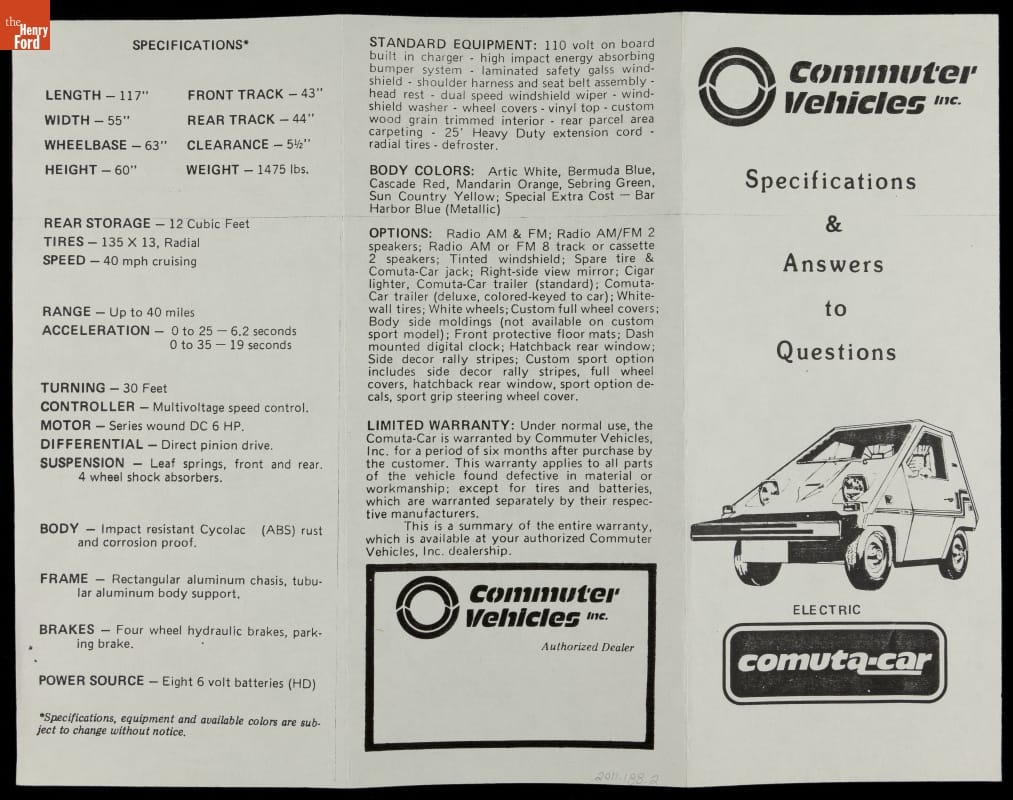 the
Henry
Ford
SPECIFICATIONS*
LENGTH — 117"
FRONT TRACK — 43"
WIDTH — 55"
REAR TRACK — 44"
WHEELBASE — 63"
CLEARANCE — 5½"
HEIGHT — 60"
WEIGHT — 1475 lbs.
REAR STORAGE — 12 Cubic Feet
TIRES — 135 X 13, Radial
SPEED — 40 mph cruising
RANGE — Up to 40 miles
ACCELERATION — 0 to 25 — 6.2 seconds
0 to 35 — 19 seconds
TURNING — 30 Feet
CONTROLLER — Multivoltage speed control.
MOTOR — Series wound DC 6 HP.
DIFFERENTIAL — Direct pinion drive.
SUSPENSION — Leaf springs, front and rear.
4 wheel shock absorbers.
BODY — Impact resistant Cycolac (ABS) rust
and corrosion proof.
FRAME — Rectangular aluminum chasis, tubu-
lar aluminum body support.
BRAKES — Four wheel hydraulic brakes, park-
ing brake.
POWER SOURCE — Eight 6 volt batteries (HD)
*Specifications, equipment and available colors are sub-
ject to change without notice.
STANDARD EQUIPMENT: 110 volt on board
built in charger - high impact energy absorbing
bumper system - laminated safety galss wind-
shield - shoulder harness and seat belt assembly -
head rest - dual speed windshield wiper - wind-
shield washer - wheel covers - vinyl top - custom
wood grain trimmed interior - rear parcel area
carpeting - 25' Heavy Duty extension cord -
radial tires - defroster.
BODY COLORS: Artic White, Bermuda Blue,
Cascade Red, Mandarin Orange, Sebring Green,
Sun Country Yellow; Special Extra Cost — Bar
Harbor Blue (Metallic)
OPTIONS: Radio AM & FM; Radio AM/FM 2
speakers; Radio AM or FM 8 track or cassette
2 speakers; Tinted windshield; Spare tire &
Comuta-Car jack; Right-side view mirror; Cigar
lighter, Comuta-Car trailer (standard); Comuta-
Car trailer (deluxe, colored-keyed to car); White-
wall tires; White wheels; Custom full wheel covers;
Body side moldings (not available on custom
sport model); Front protective floor mats; Dash
mounted digital clock; Hatchback rear window;
Side decor rally stripes; Custom sport option
includes side decor rally stripes, full wheel
covers, hatchback rear window, sport option de-
cals, sport grip steering wheel cover.
LIMITED WARRANTY: Under normal use, the
Comuta-Car is warranted by Commuter Vehicles,
Inc. for a period of six months after purchase by
the customer. This warranty applies to all parts
of the vehicle found defective in material or
workmanship; except for tires and batteries,
which are warranted separately by their respec-
tive manufacturers.
This is a summary of the entire warranty,
which is available at your authorized Commuter
Vehicles, Inc. dealership.
Commuter
Vehicles Inc.
Authorized Dealer
2011.188.2
Commuter
Vehicles Inc.
Specifications
&
Answers
to
Questions
ELECTRIC
comuta-car